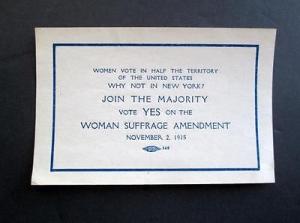 WOMEN VOTE IN HALF THE TERRITORY
OF THE UNITED STATES
WHY NOT IN NEW YORK?
JOIN THE MAJORITY
VOTE YES ON THE
WOMAN SUFFRAGE AMENDMENT
NOVEMBER 2, 1915